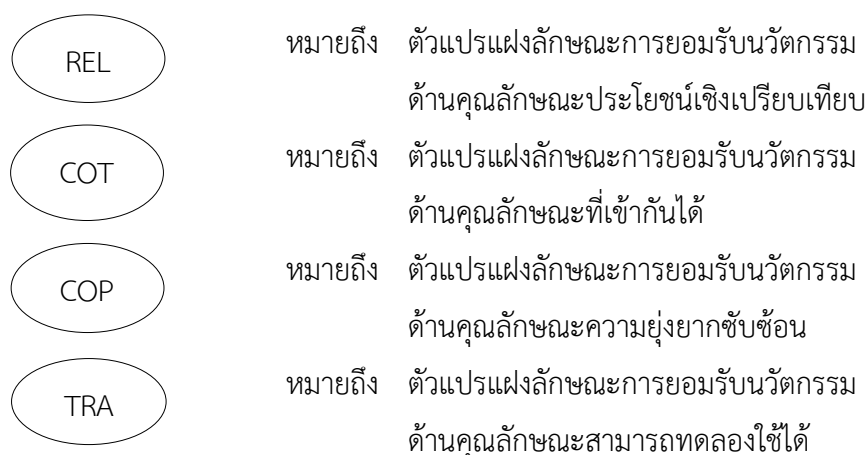 REL หมายถึง ตัวแปรแฝงลักษณะการยอมรับนวัตกรรม
ด้านคุณลักษณะประโยชน์เชิงเปรียบเทียบ
COT หมายถึง ตัวแปรแฝงลักษณะการยอมรับนวัตกรรม
ด้านคุณลักษณะที่เข้ากันได้
COP หมายถึง ตัวแปรแฝงลักษณะการยอมรับนวัตกรรม
ด้านคุณลักษณะความยุ่งยากซับซ้อน
TRA หมายถึง ตัวแปรแฝงลักษณะการยอมรับนวัตกรรม
ด้านคุณลักษณะสามารถทดลองใช้ได้